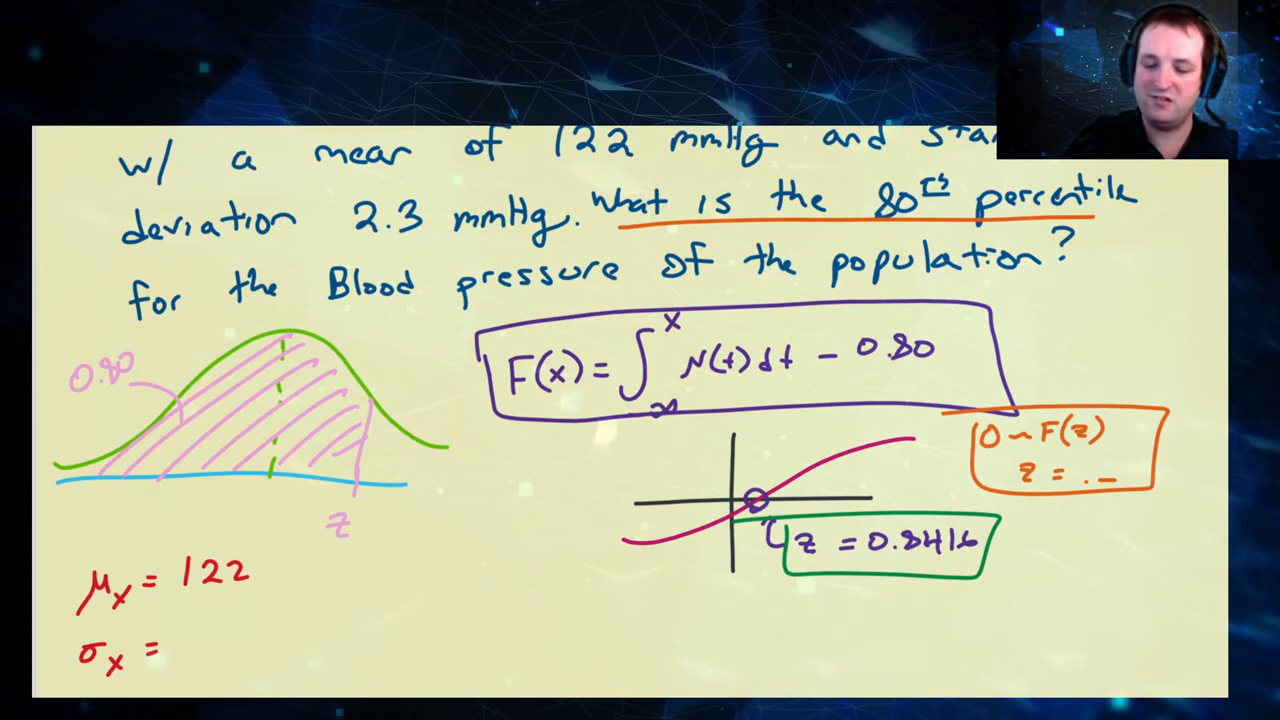 w/ a mean of 122 mmHg and
deviation 2.3 mmHg. What is the 80th percentile
for the Blood pressure of the population?
0.80
F(x) = ∫ x ∞ N(t) dt - 0.80
0 ~ F(z)
z = . _
z
z = 0.8416
μx = 122
σx =